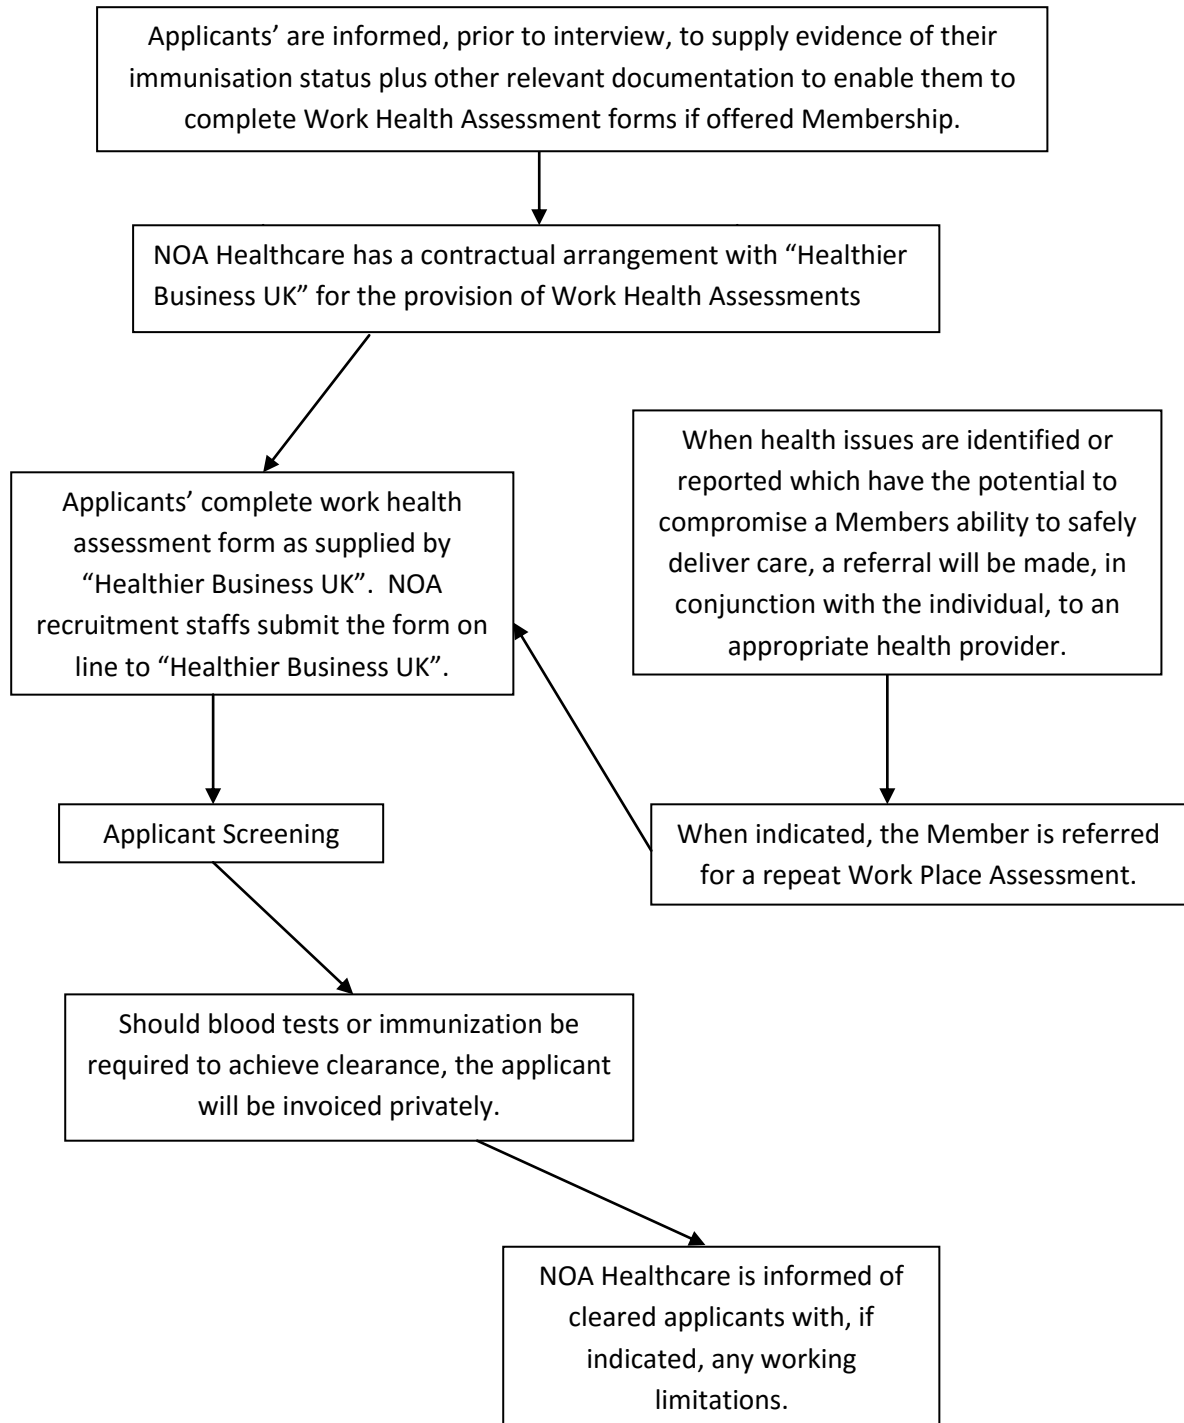 Applicants’ are informed, prior to interview, to supply evidence of their
immunisation status plus other relevant documentation to enable them to
complete Work Health Assessment forms if offered Membership.
NOA Healthcare has a contractual arrangement with “Healthier
Business UK” for the provision of Work Health Assessments
When health issues are identified or
reported which have the potential to
compromise a Members ability to safely
deliver care, a referral will be made, in
conjunction with the individual, to an
appropriate health provider.
Applicants’ complete work health
assessment form as supplied by
“Healthier Business UK”.  NOA
recruitment staffs submit the form on
line to “Healthier Business UK”.
Applicant Screening
When indicated, the Member is referred
for a repeat Work Place Assessment.
Should blood tests or immunization be
required to achieve clearance, the applicant
will be invoiced privately.
NOA Healthcare is informed of
cleared applicants with, if
indicated, any working
limitations.